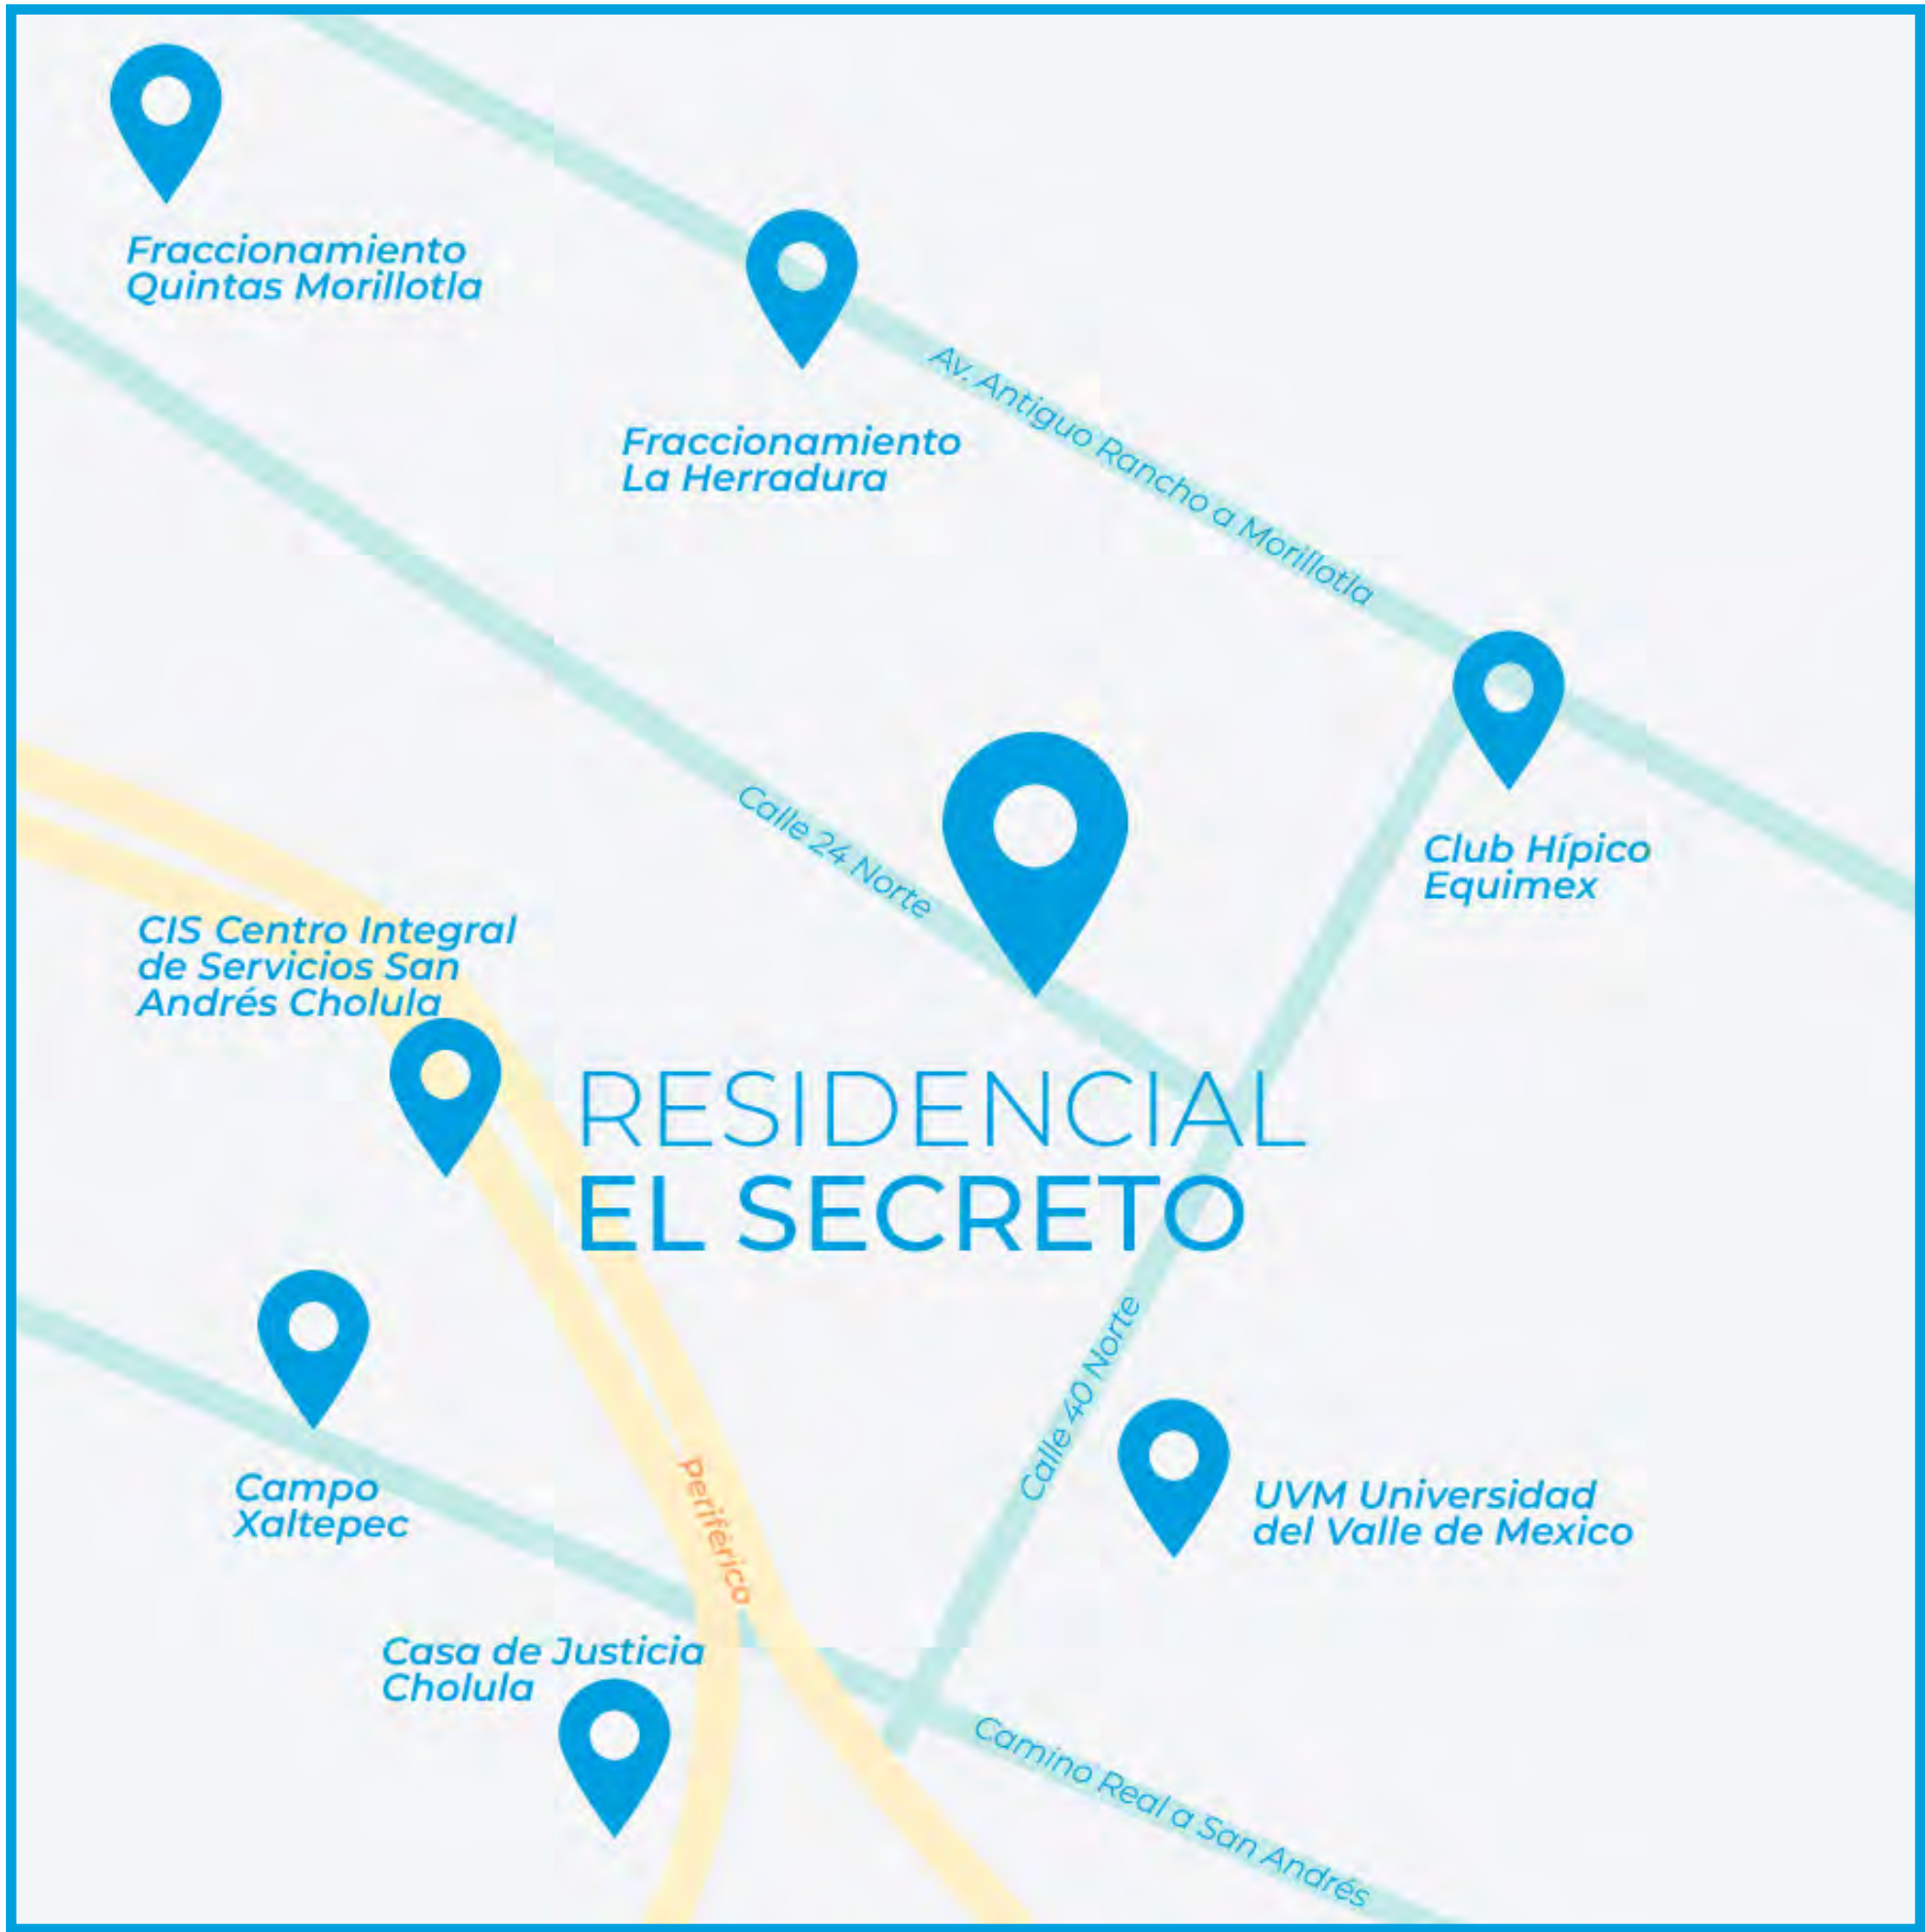 Fraccionamiento
Quintas Morillotla
Fraccionamiento
La Herradura
Av. Antiguo Rancho a Morillotla
Calle 24 Norte
Club Hípico
Equimex
CIS Centro Integral
de Servicios San
Andrés Cholula
RESIDENCIAL
EL SECRETO
Calle 40 Norte
Campo
Xaltepec
Periférico
UVM Universidad
del Valle de Mexico
Casa de Justicia
Cholula
Camino Real a San Andrés